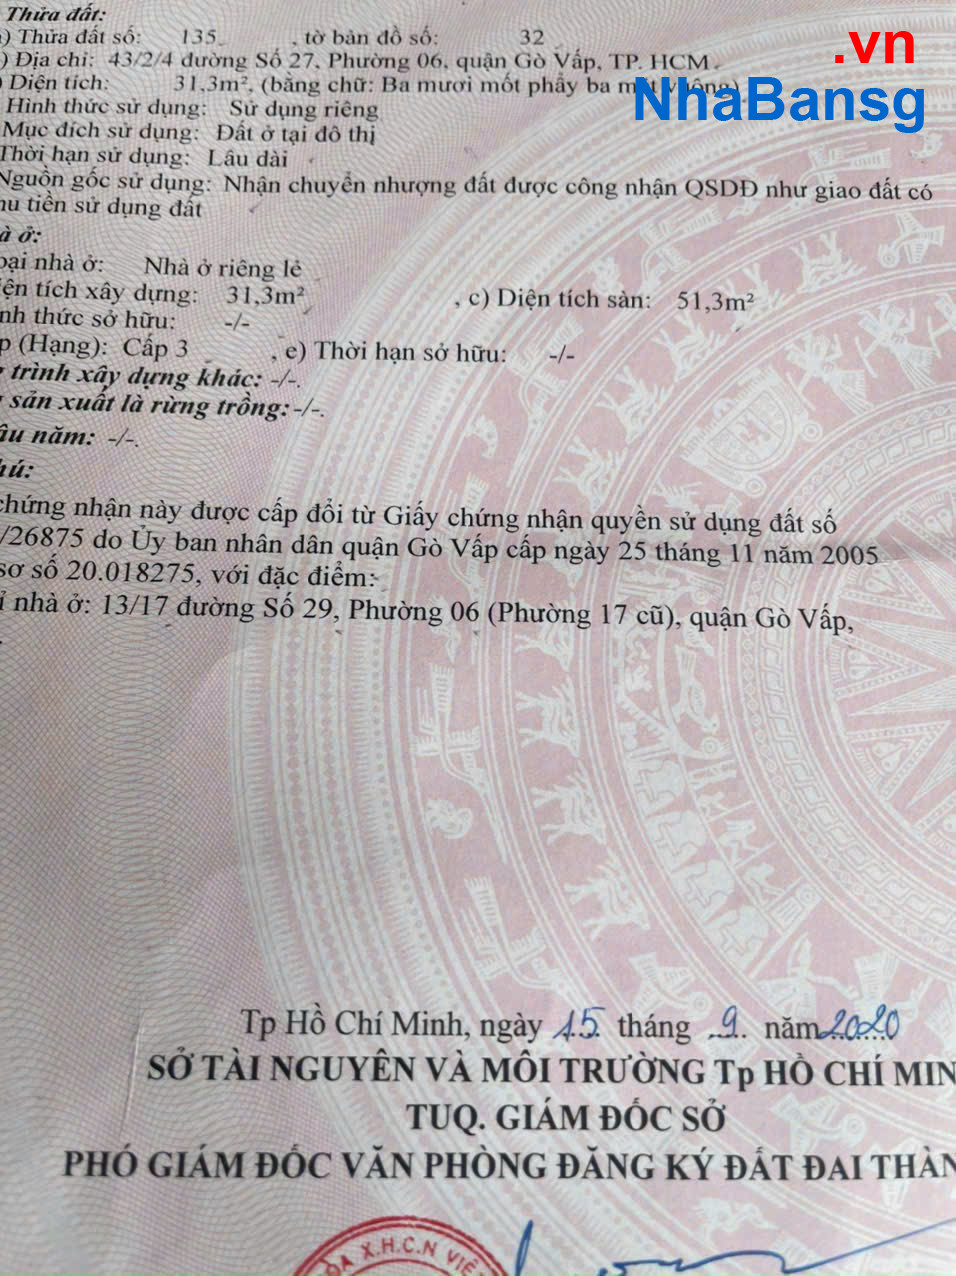 Thửa đất:
) Thửa đất số: 135 , tờ bản đồ số: 32
) Địa chỉ: 43/2/4 đường Số 27, Phường 06, quận Gò Vấp, TP. HCM
) Diện tích: 31,3m², (bằng chữ: Ba mươi mốt phẩy ba mét vuông)
.vn
NhaBansg
Hình thức sử dụng: Sử dụng riêng
Mục đích sử dụng: Đất ở tại đô thị
Thời hạn sử dụng: Lâu dài
Nguồn gốc sử dụng: Nhận chuyển nhượng đất được công nhận QSDĐ như giao đất có
hu tiền sử dụng đất
à ở:
oại nhà ở: Nhà ở riêng lẻ
iện tích xây dựng: 31,3m² , c) Diện tích sàn: 51,3m²
nh thức sở hữu: -/-
p (Hạng): Cấp 3 , e) Thời hạn sở hữu: -/-
trình xây dựng khác: -/-.
sản xuất là rừng trồng: -/-.
âu năm: -/-.
hú:
chứng nhận này được cấp đổi từ Giấy chứng nhận quyền sử dụng đất số
/26875 do Ủy ban nhân dân quận Gò Vấp cấp ngày 25 tháng 11 năm 2005
sơ số 20.018275, với đặc điểm:
ỉ nhà ở: 13/17 đường Số 29, Phường 06 (Phường 17 cũ), quận Gò Vấp,
Tp Hồ Chí Minh, ngày 15 tháng 9 năm 2020
SỞ TÀI NGUYÊN VÀ MÔI TRƯỜNG Tp HỒ CHÍ MIN
TUQ. GIÁM ĐỐC SỞ
PHÓ GIÁM ĐỐC VĂN PHÒNG ĐĂNG KÝ ĐẤT ĐAI THÀN
ÒA X.H.C.N VIỆ